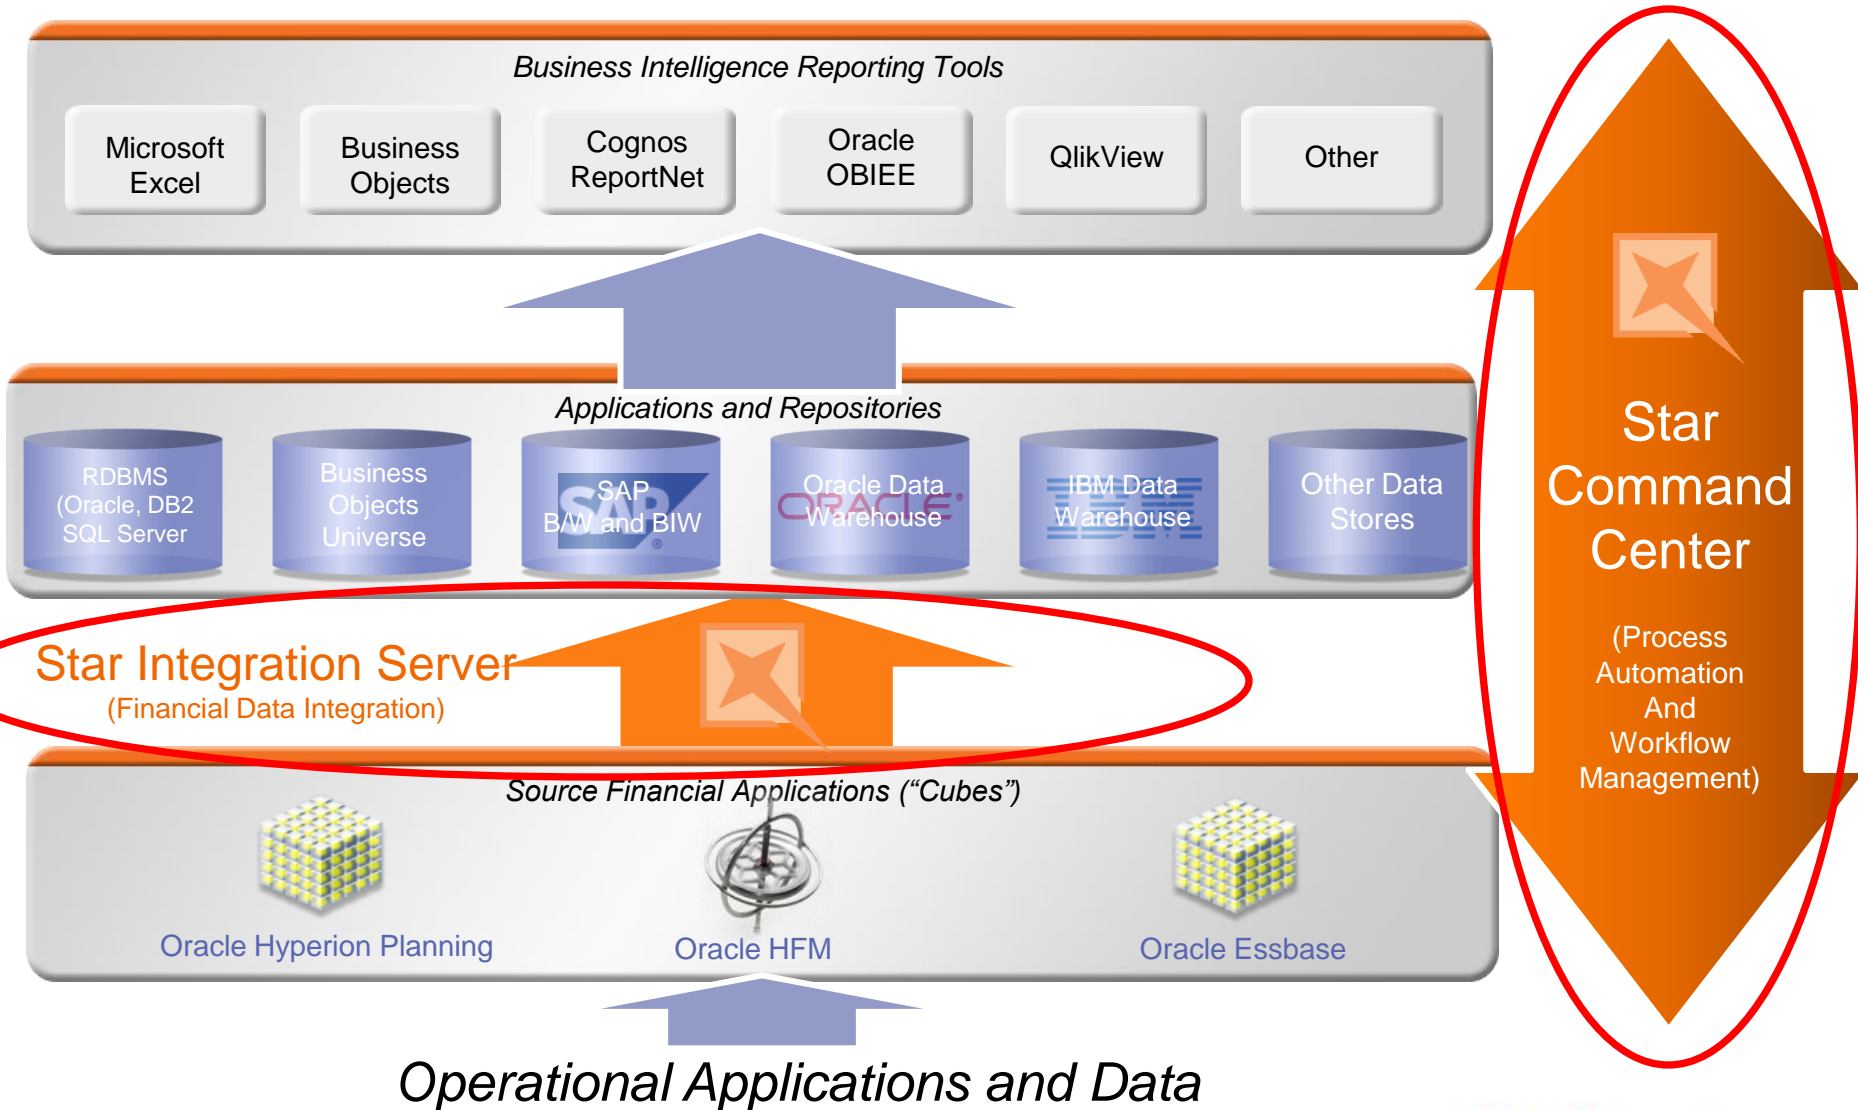 Business Intelligence Reporting Tools
Microsoft
Excel
Business
Objects
Cognos
ReportNet
Oracle
OBIEE
QlikView
Other
Applications and Repositories
RDBMS
(Oracle, DB2
SQL Server
Business
Objects
Universe
SAP
SAP
B/W and BIW
®
ORACLE®
Oracle Data
Warehouse
IBM
IBM Data
Warehouse
Other Data
Stores
Star Integration Server
(Financial Data Integration)
Source Financial Applications (“Cubes”)
Oracle Hyperion Planning
Oracle HFM
Oracle Essbase
Operational Applications and Data
Star
Command
Center
(Process
Automation
And
Workflow
Management)